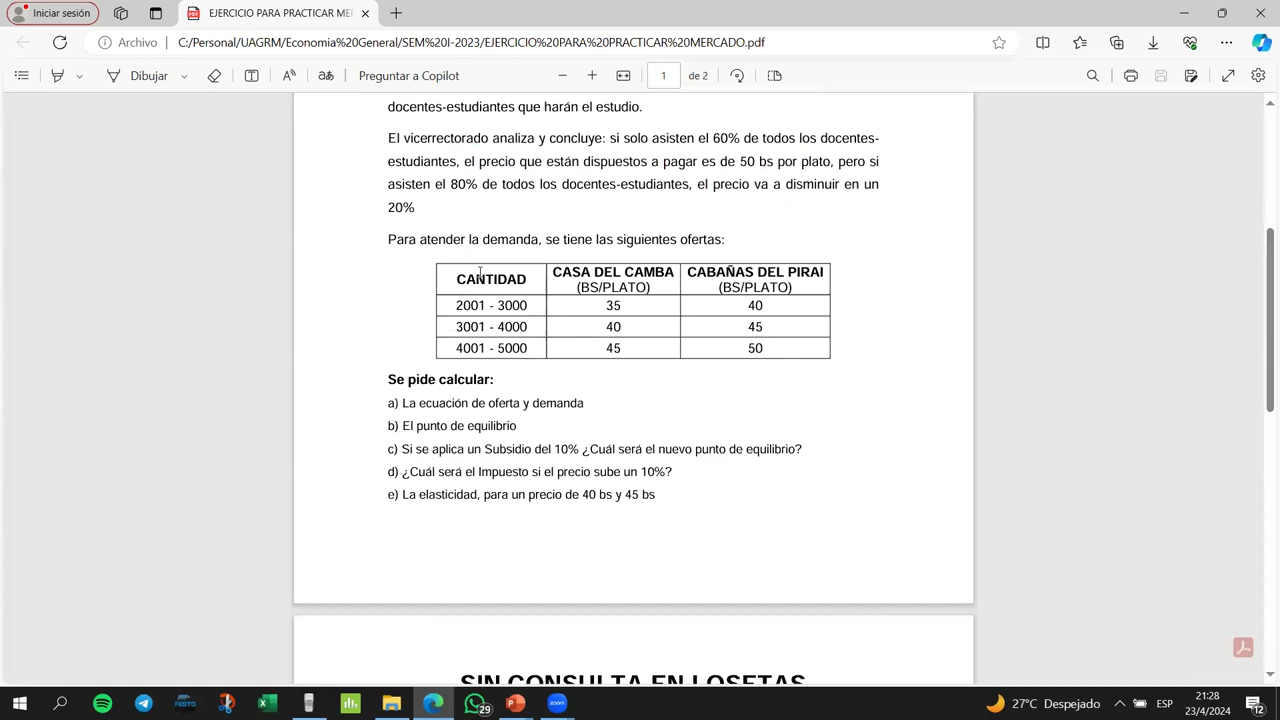 Iniciar sesión
EJERCICIO PARA PRACTICAR ME
Archivo
C:/Personal/UAGRM/Economia%20General/SEM%20I-2023/EJERCICIO%20PARA%20PRACTICAR%20MERCADO.pdf
Dibujar
Preguntar a Copilot
1 de 2
docentes-estudiantes que harán el estudio.
El vicerrectorado analiza y concluye: si solo asisten el 60% de todos los docentes-
estudiantes, el precio que están dispuestos a pagar es de 50 bs por plato, pero si
asisten el 80% de todos los docentes-estudiantes, el precio va a disminuir en un
20%
Para atender la demanda, se tiene las siguientes ofertas:
CANTIDAD CASA DEL CAMBA CABAÑAS DEL PIRAI
(BS/PLATO) (BS/PLATO)
2001 - 3000 35 40
3001 - 4000 40 45
4001 - 5000 45 50
Se pide calcular:
a) La ecuación de oferta y demanda
b) El punto de equilibrio
c) Si se aplica un Subsidio del 10% ¿Cuál será el nuevo punto de equilibrio?
d) ¿Cuál será el Impuesto si el precio sube un 10%?
e) La elasticidad, para un precio de 40 bs y 45 bs
SIN CONSULTA EN LOSETAS
FESTO
29
zoom
27°C Despejado
ESP
21:28
23/4/2024
12